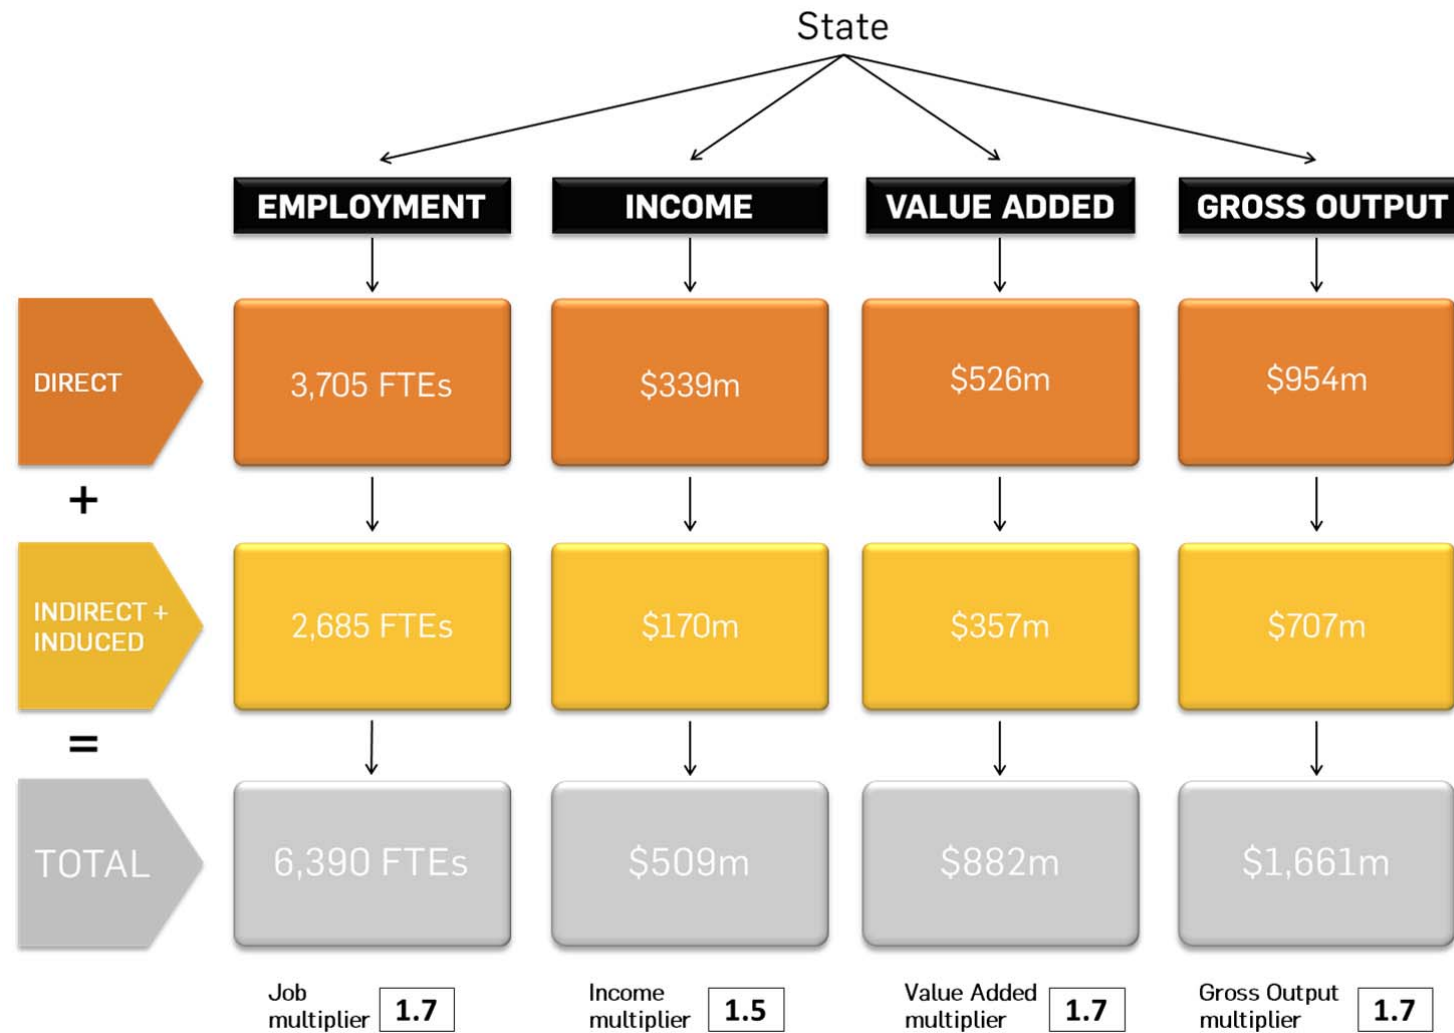 State
EMPLOYMENT
INCOME
VALUE ADDED
GROSS OUTPUT
DIRECT
3,705 FTEs
$339m
$526m
$954m
+
INDIRECT +
INDUCED
2,685 FTEs
$170m
$357m
$707m
=
TOTAL
6,390 FTEs
$509m
$882m
$1,661m
Job
multiplier
1.7
Income
multiplier
1.5
Value Added
multiplier
1.7
Gross Output
multiplier
1.7